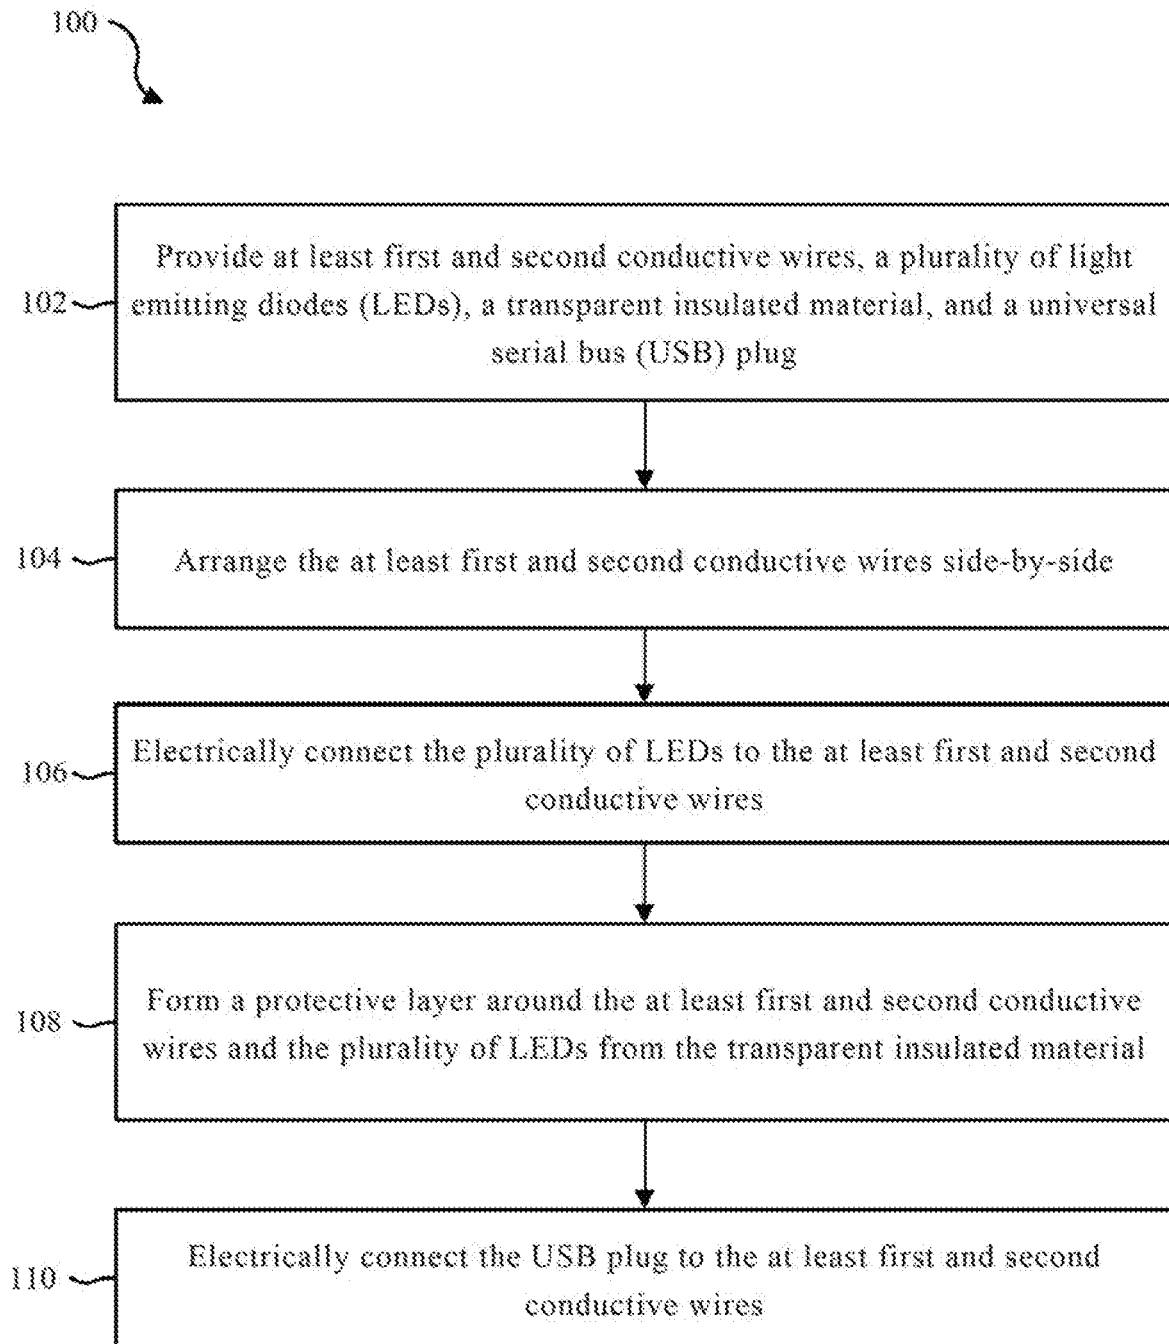 100
Provide at least first and second conductive wires, a plurality of light
102
emitting diodes (LEDs), a transparent insulated material, and a universal
serial bus (USB) plug
104
Arrange the at least first and second conductive wires side-by-side
Electrically connect the plurality of LEDs to the at least first and second
106
conductive wires
Form a protective layer around the at least first and second conductive
108
wires and the plurality of LEDs from the transparent insulated material
Electrically connect the USB plug to the at least first and second
110
conductive wires